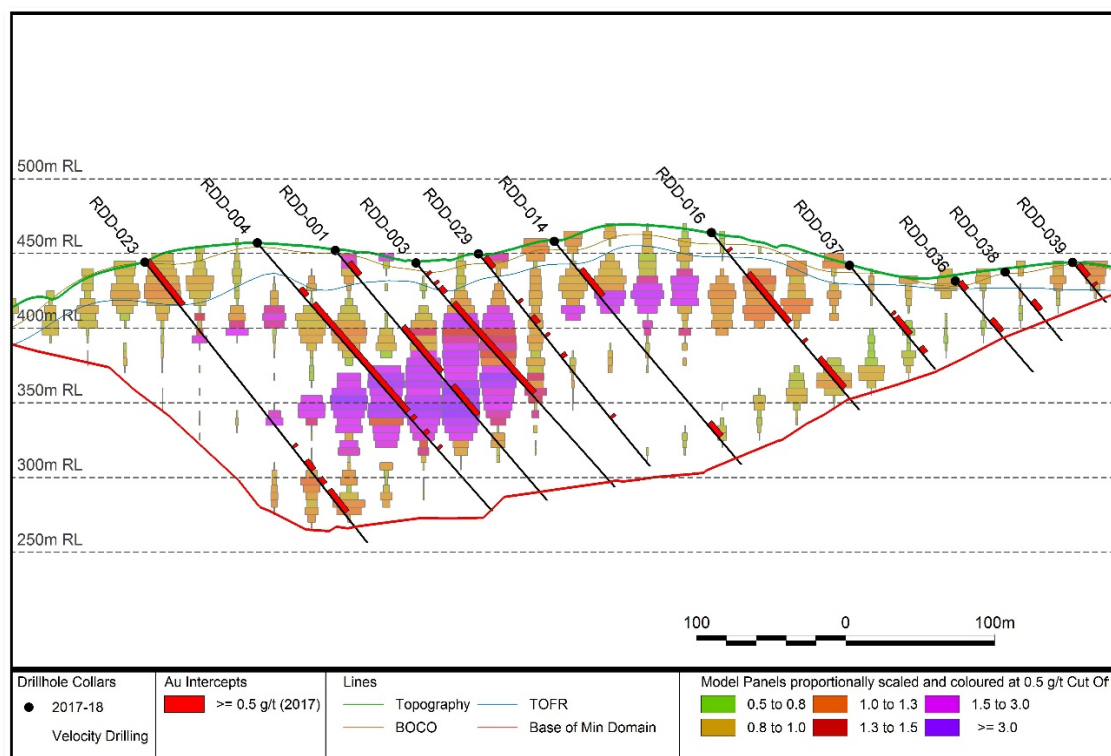 500m RL
450m RL
400m RL
350m RL
300m RL
250m RL
RDD-023
RDD-004
RDD-001
RDD-003
RDD-029
RDD-014
RDD-016
RDD-037
RDD-036
RDD-038
RDD-039
100 0 100m
Drillhole Collars
2017-18
Velocity Drilling
Au Intercepts
>= 0.5 g/t (2017)
Lines
Topography
TOFR
BOCO
Base of Min Domain
Model Panels proportionally scaled and coloured at 0.5 g/t Cut Of
0.5 to 0.8
1.0 to 1.3
1.5 to 3.0
0.8 to 1.0
1.3 to 1.5
>= 3.0